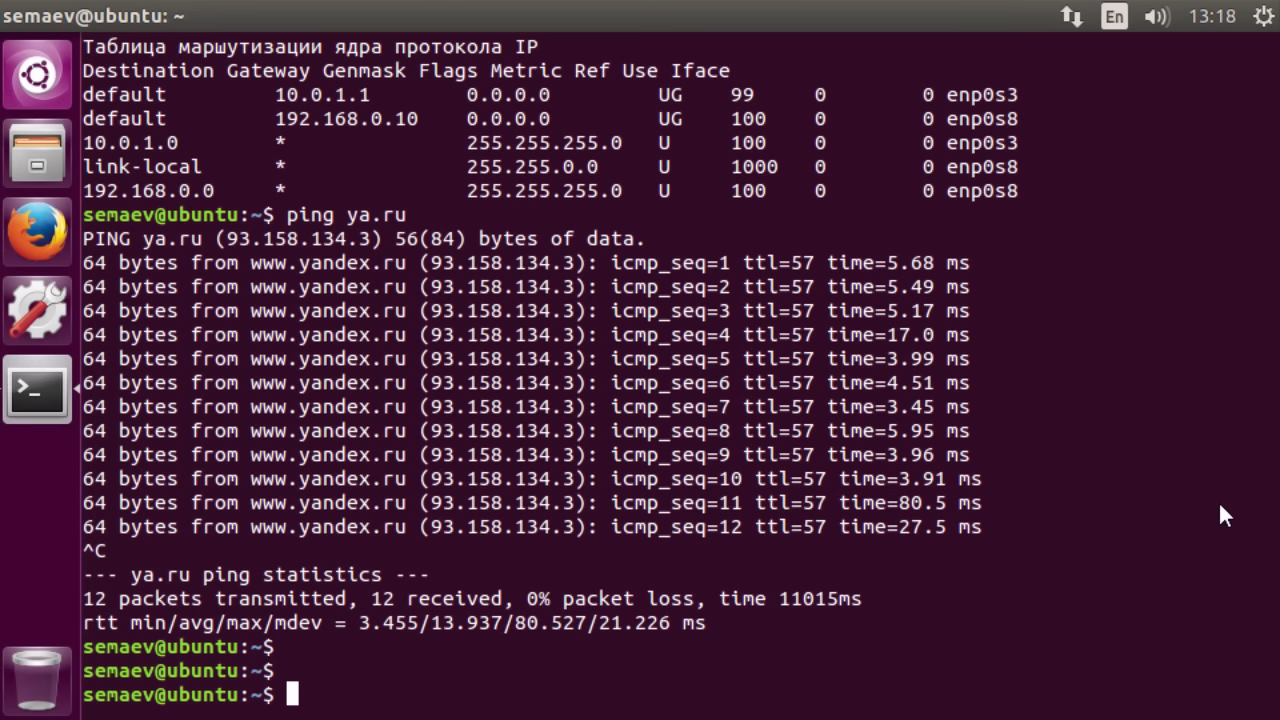 semaev@ubuntu: ~
En
13:18
Таблица маршутизации ядра протокола IP
Destination Gateway Genmask Flags Metric Ref Use Iface
default 10.0.1.1 0.0.0.0 UG 99 0 0 enp0s3
default 192.168.0.10 0.0.0.0 UG 100 0 0 enp0s8
10.0.1.0 * 255.255.255.0 U 100 0 0 enp0s3
link-local * 255.255.0.0 U 1000 0 0 enp0s8
192.168.0.0 * 255.255.255.0 U 100 0 0 enp0s8
semaev@ubuntu:~$ ping ya.ru
PING ya.ru (93.158.134.3) 56(84) bytes of data.
64 bytes from www.yandex.ru (93.158.134.3): icmp_seq=1 ttl=57 time=5.68 ms
64 bytes from www.yandex.ru (93.158.134.3): icmp_seq=2 ttl=57 time=5.49 ms
64 bytes from www.yandex.ru (93.158.134.3): icmp_seq=3 ttl=57 time=5.17 ms
64 bytes from www.yandex.ru (93.158.134.3): icmp_seq=4 ttl=57 time=17.0 ms
64 bytes from www.yandex.ru (93.158.134.3): icmp_seq=5 ttl=57 time=3.99 ms
64 bytes from www.yandex.ru (93.158.134.3): icmp_seq=6 ttl=57 time=4.51 ms
64 bytes from www.yandex.ru (93.158.134.3): icmp_seq=7 ttl=57 time=3.45 ms
64 bytes from www.yandex.ru (93.158.134.3): icmp_seq=8 ttl=57 time=5.95 ms
64 bytes from www.yandex.ru (93.158.134.3): icmp_seq=9 ttl=57 time=3.96 ms
64 bytes from www.yandex.ru (93.158.134.3): icmp_seq=10 ttl=57 time=3.91 ms
64 bytes from www.yandex.ru (93.158.134.3): icmp_seq=11 ttl=57 time=80.5 ms
64 bytes from www.yandex.ru (93.158.134.3): icmp_seq=12 ttl=57 time=27.5 ms
^C
--- ya.ru ping statistics ---
12 packets transmitted, 12 received, 0% packet loss, time 11015ms
rtt min/avg/max/mdev = 3.455/13.937/80.527/21.226 ms
semaev@ubuntu:~$
semaev@ubuntu:~$
semaev@ubuntu:~$